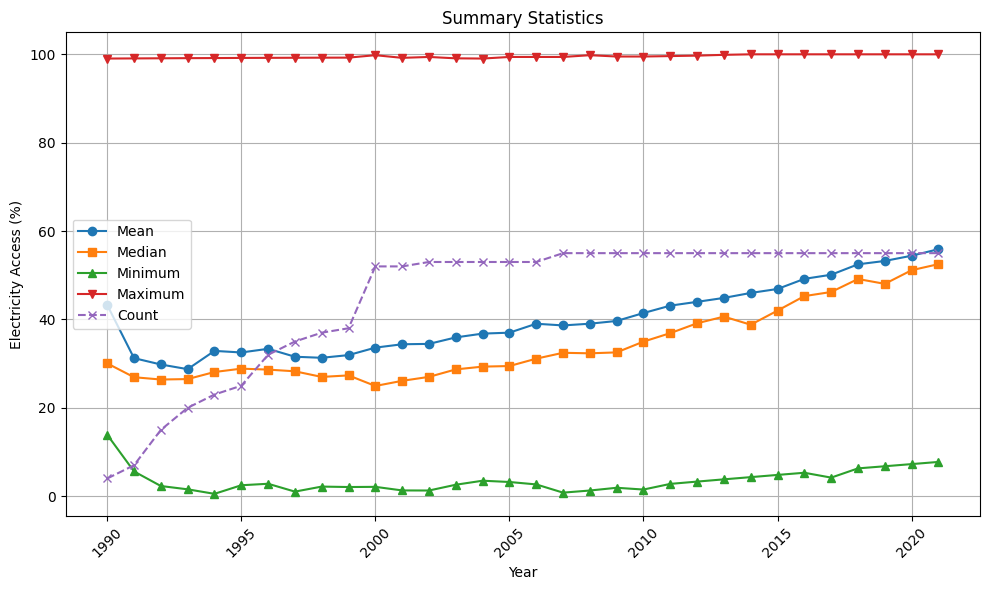 Summary Statistics
Electricity Access (%)
100
80
60
40
20
0
Mean
Median
Minimum
Maximum
Count
1990
1995
2000
2005
2010
2015
2020
Year